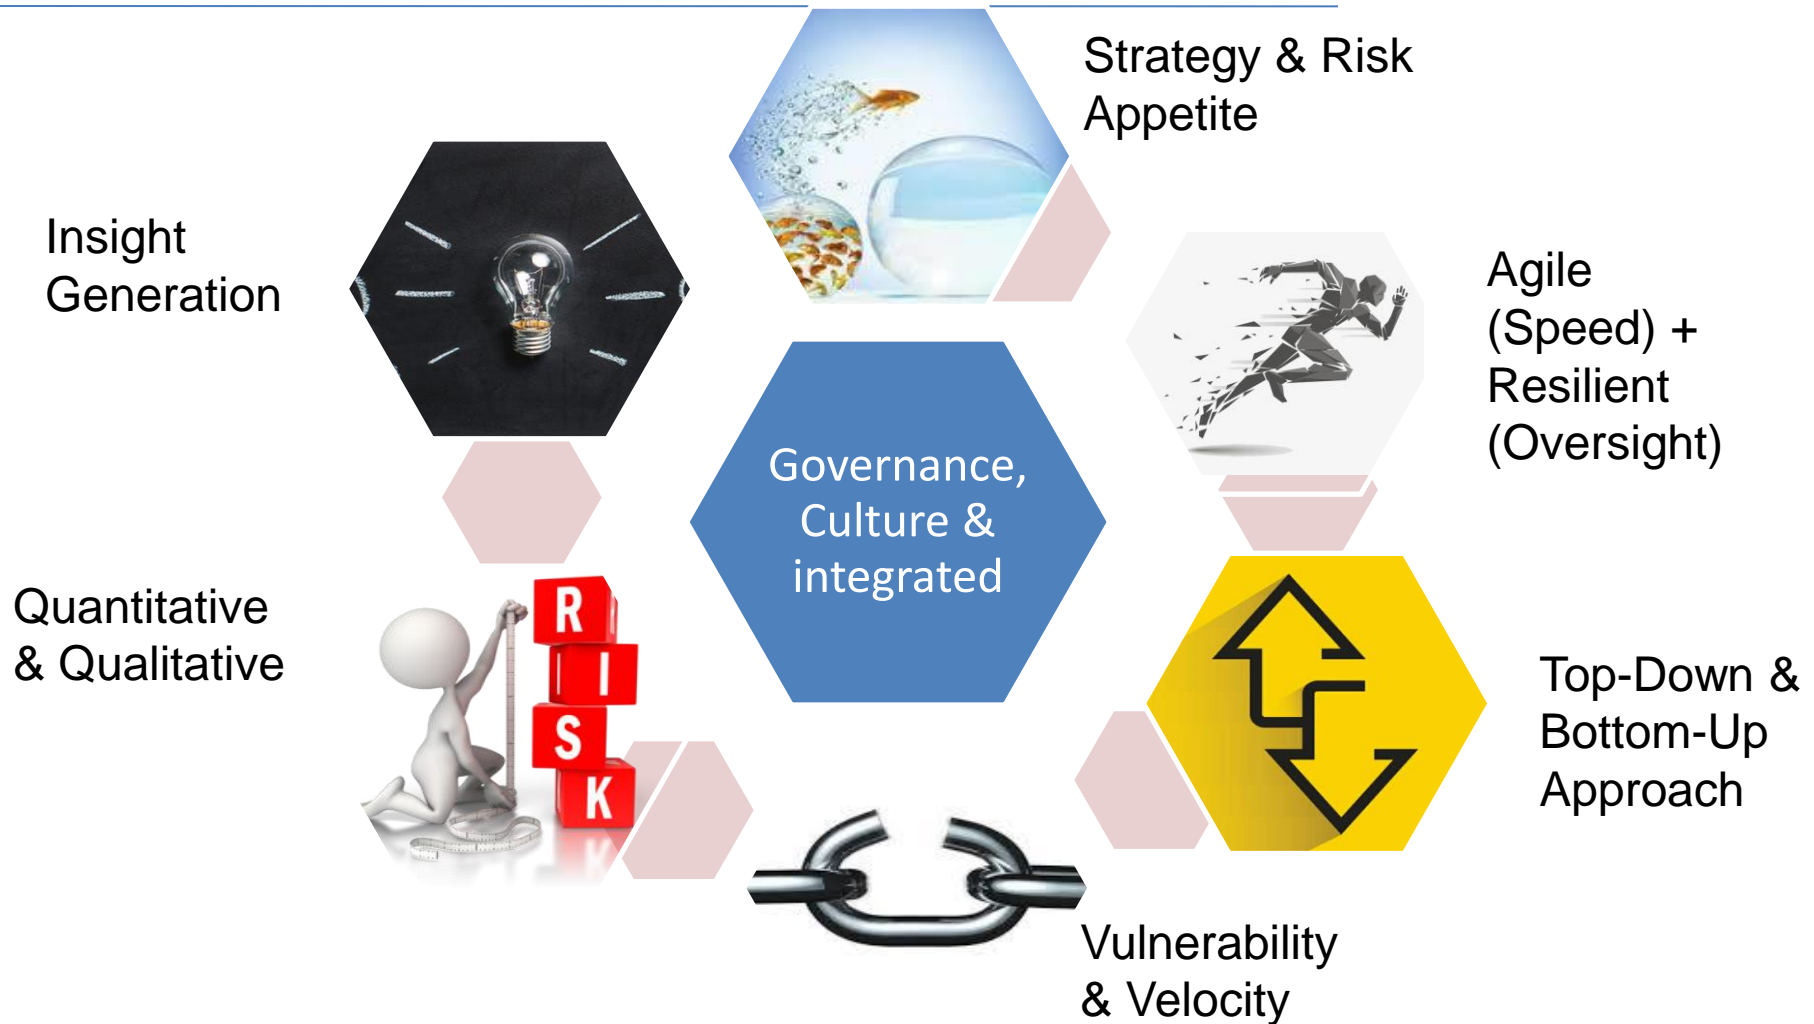 Strategy & Risk
Appetite
Insight
Generation
Agile
(Speed) +
Resilient
(Oversight)
Governance,
Culture &
integrated
Quantitative
& Qualitative
R
I
S
K
Top-Down &
Bottom-Up
Approach
Vulnerability
& Velocity